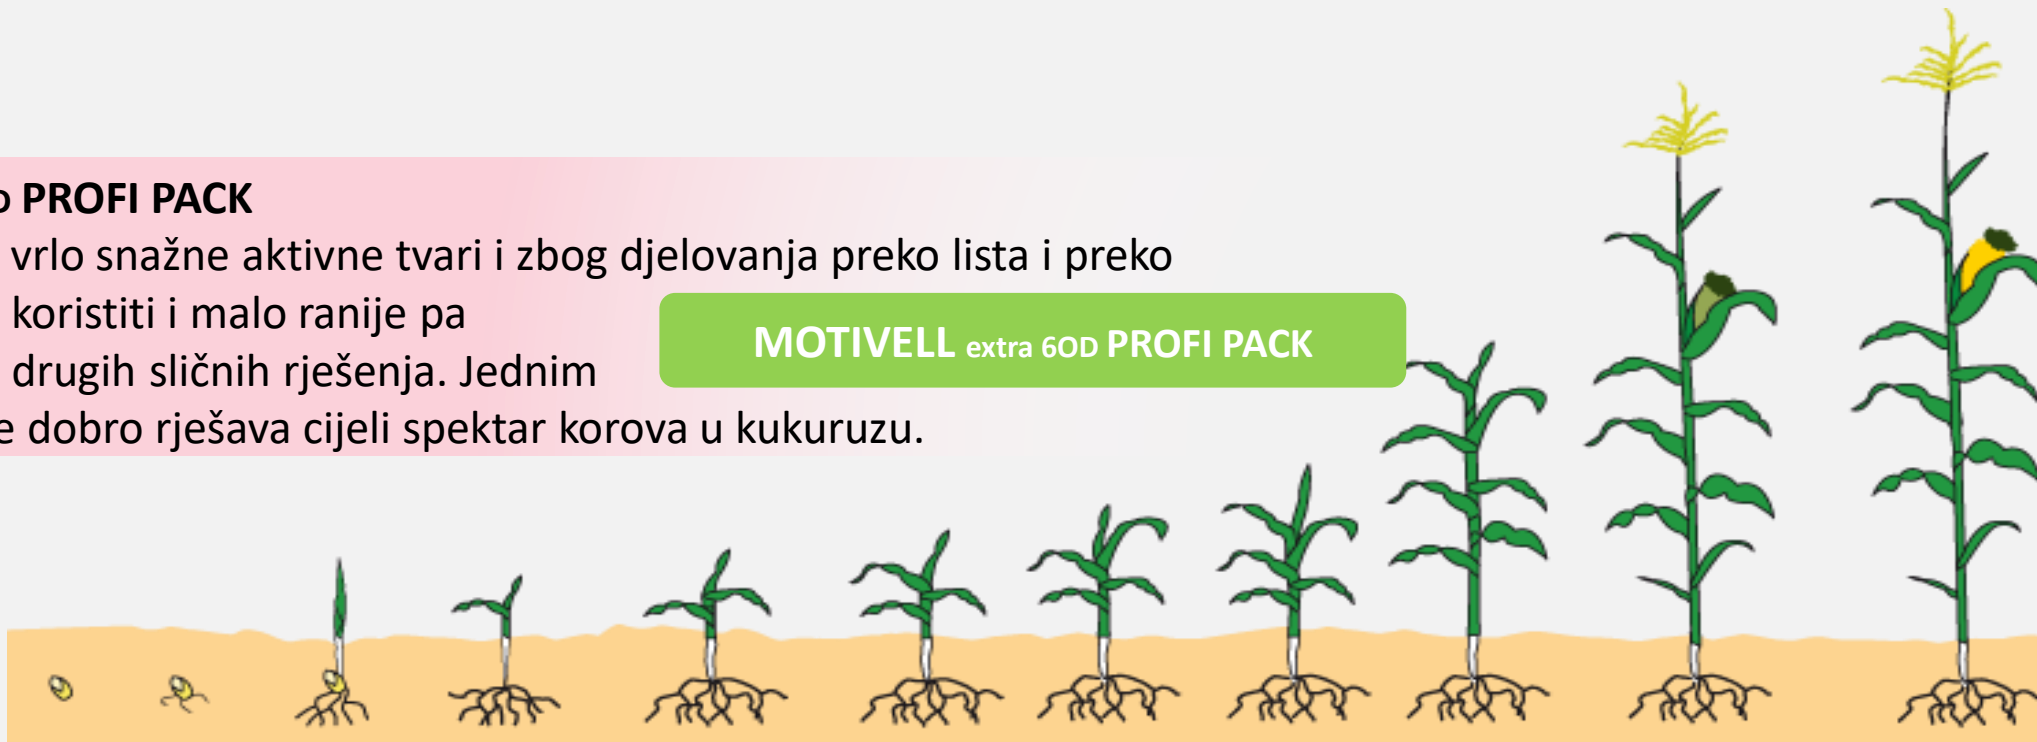 PROFI PACK
vrlo snažne aktivne tvari i zbog djelovanja preko lista i preko
koristiti i malo ranije pa
drugih sličnih rješenja. Jednim
e dobro rješava cijeli spektar korova u kukuruzu.
MOTIVELL extra 6OD PROFI PACK